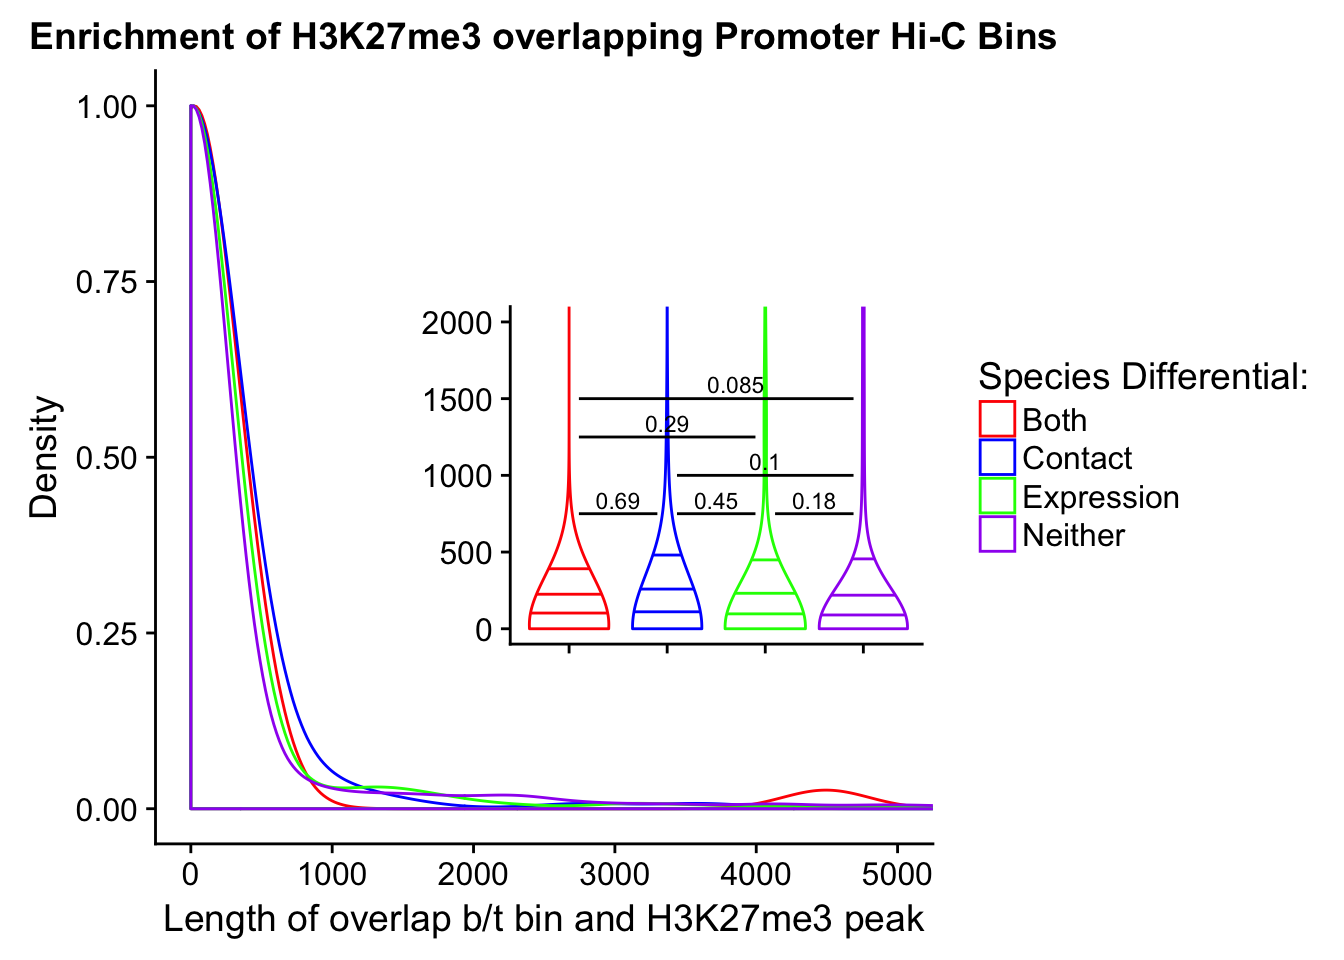 Enrichment of H3K27me3 overlapping Promoter Hi-C Bins
Density
1.00
0.75
0.50
0.25
0.00
0
1000
2000
3000
4000
5000
Length of overlap b/t bin and H3K27me3 peak
2000
1500
1000
500
0
0.085
0.29
0.1
0.69
0.45
0.18
Species Differential:
Both
Contact
Expression
Neither